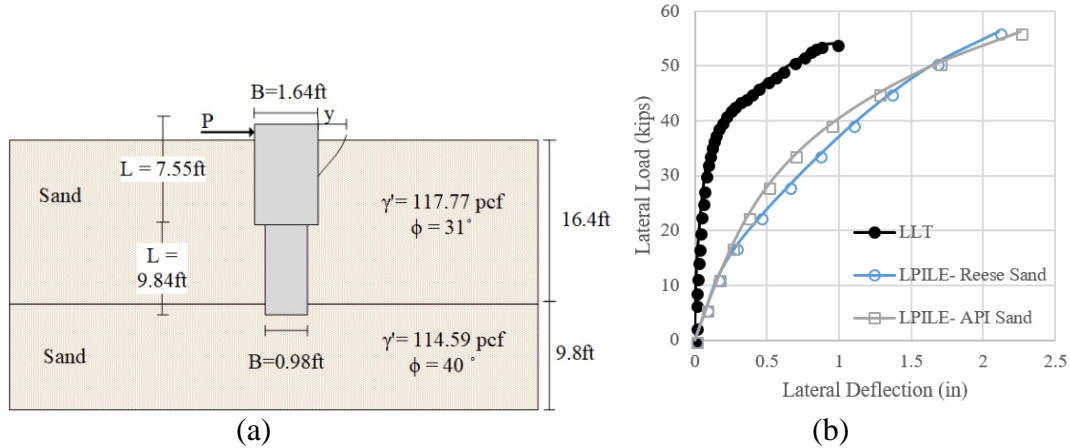 B=1.64ft
P
y
L = 7.55ft
Sand
γ'= 117.77 pcf
ϕ = 31°
16.4ft
L =
9.84ft
Sand
B=0.98ft
γ'= 114.59 pcf
ϕ = 40°
9.8ft
(a)
60
50
40
30
20
10
0
Lateral Load (kips)
LLT
LPILE- Reese Sand
LPILE- API Sand
0
0.5
1
1.5
2
2.5
Lateral Deflection (in)
(b)